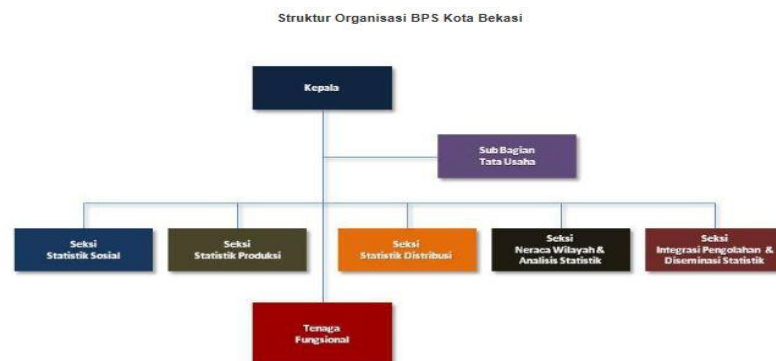 Struktur Organisasi BPS Kota Bekasi
Kepala
Sub Bagian
Tata Usaha
Seksi
Statistik Sosial
Seksi
Statistik Produksi
Seksi
Statistik Distribusi
Seksi
Neraca Wilayah &
Analisis Statistik
Seksi
Integrasi Pengolahan &
Diseminasi Statistik
Tenaga
Fungsional